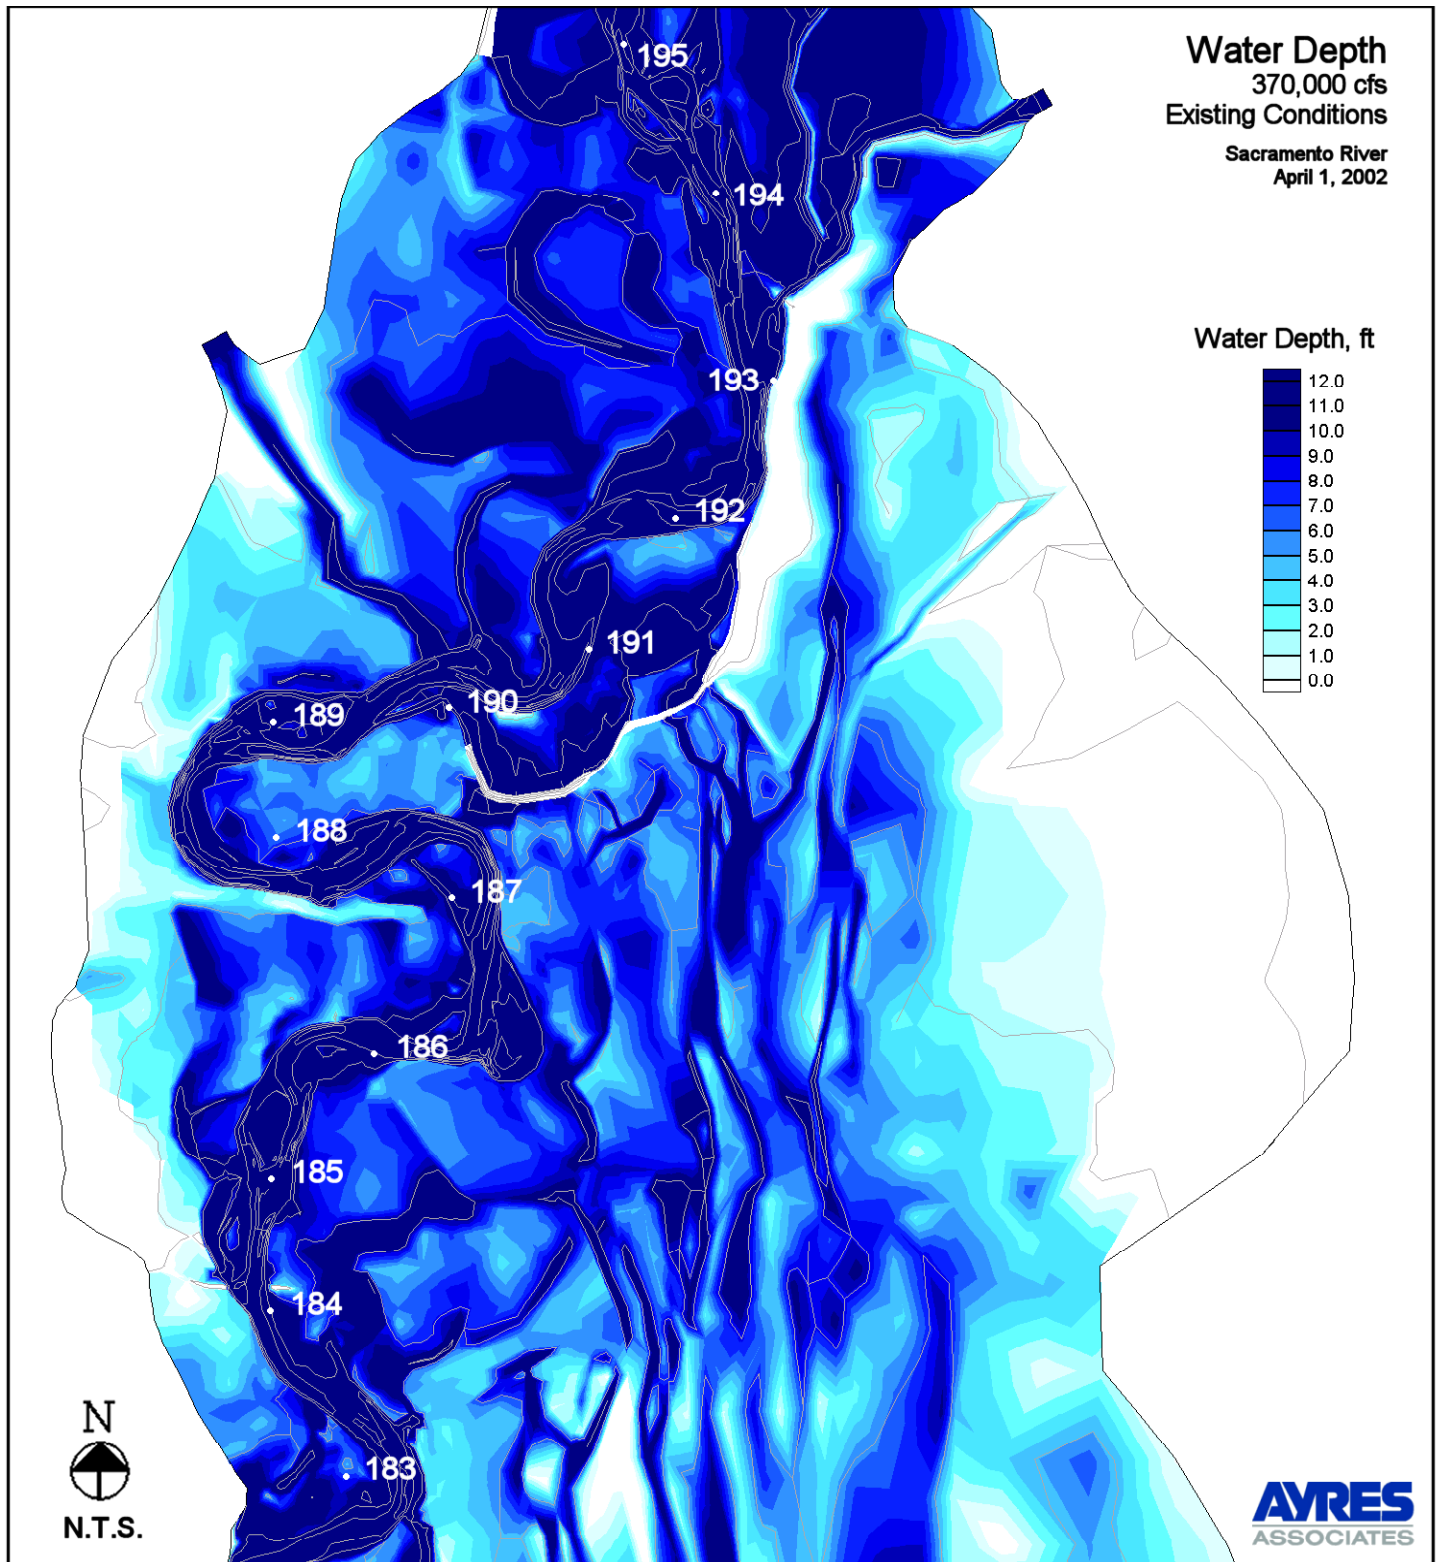 Water Depth
370,000 cfs
Existing Conditions
Sacramento River
April 1, 2002
195
194
193
192
191
190
189
188
187
186
185
184
183
Water Depth, ft
12.0
11.0
10.0
9.0
8.0
7.0
6.0
5.0
4.0
3.0
2.0
1.0
0.0
N
N.T.S.
AYRES
ASSOCIATES